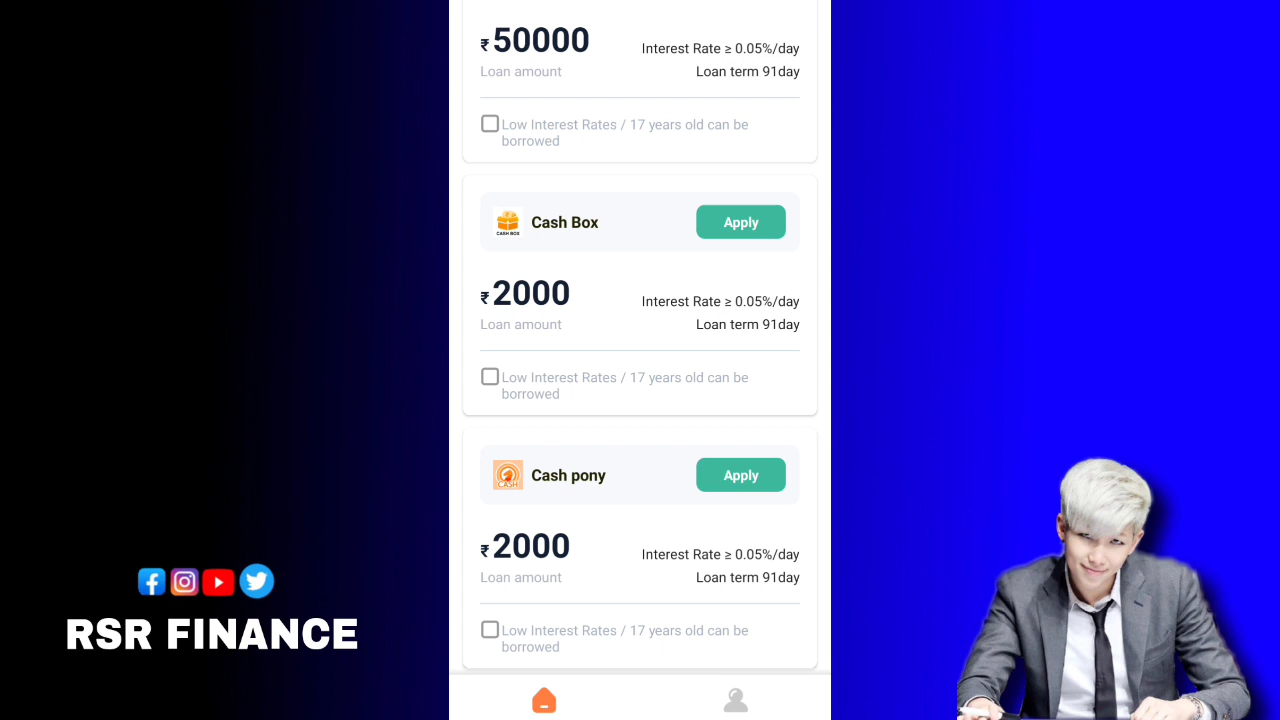 ₹50000
Interest Rate ≥ 0.05%/day
Loan amount
Loan term 91day
Low Interest Rates / 17 years old can be
borrowed
CASH BOX
Cash Box
Apply
₹2000
Interest Rate ≥ 0.05%/day
Loan amount
Loan term 91day
Low Interest Rates / 17 years old can be
borrowed
CASH
Cash pony
Apply
₹2000
Interest Rate ≥ 0.05%/day
Loan amount
Loan term 91day
Low Interest Rates / 17 years old can be
borrowed
RSR FINANCE